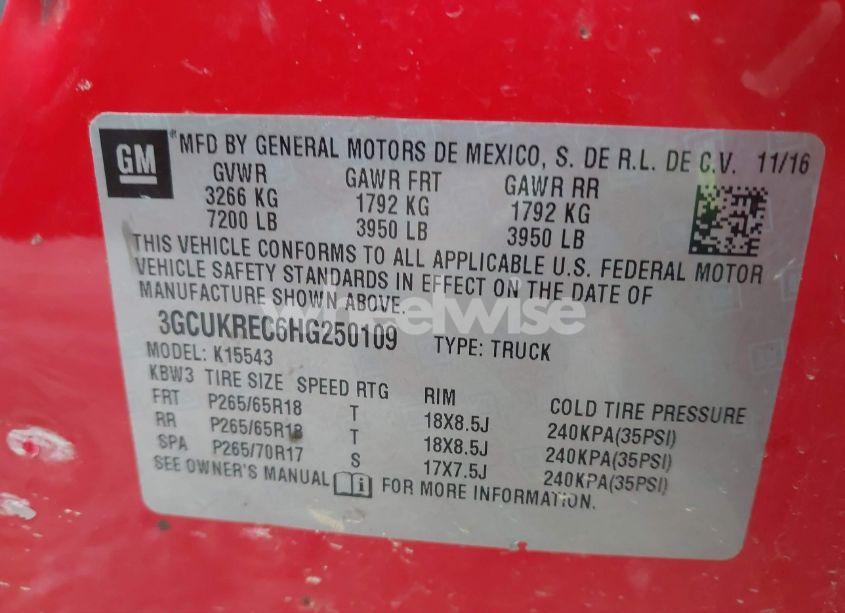 GM ® MFD BY GENERAL MOTORS DE MEXICO, S. DE R.L. DE C.V. 11/16
GVWR GAWR FRT GAWR RR
3266 KG 1792 KG 1792 KG
7200 LB 3950 LB 3950 LB
THIS VEHICLE CONFORMS TO ALL APPLICABLE U.S. FEDERAL MOTOR
VEHICLE SAFETY STANDARDS IN EFFECT ON THE DATE OF
MANUFACTURE SHOWN ABOVE.
wheelwise
3GCUKREC6HG250109 TYPE: TRUCK
MODEL: K15543
KBW3 TIRE SIZE SPEED RTG RIM COLD TIRE PRESSURE
FRT P265/65R18 T 18X8.5J 240KPA(35PSI)
RR P265/65R18 T 18X8.5J 240KPA(35PSI)
SPA P265/70R17 S 17X7.5J 240KPA(35PSI)
SEE OWNER'S MANUAL i FOR MORE INFORMATION.